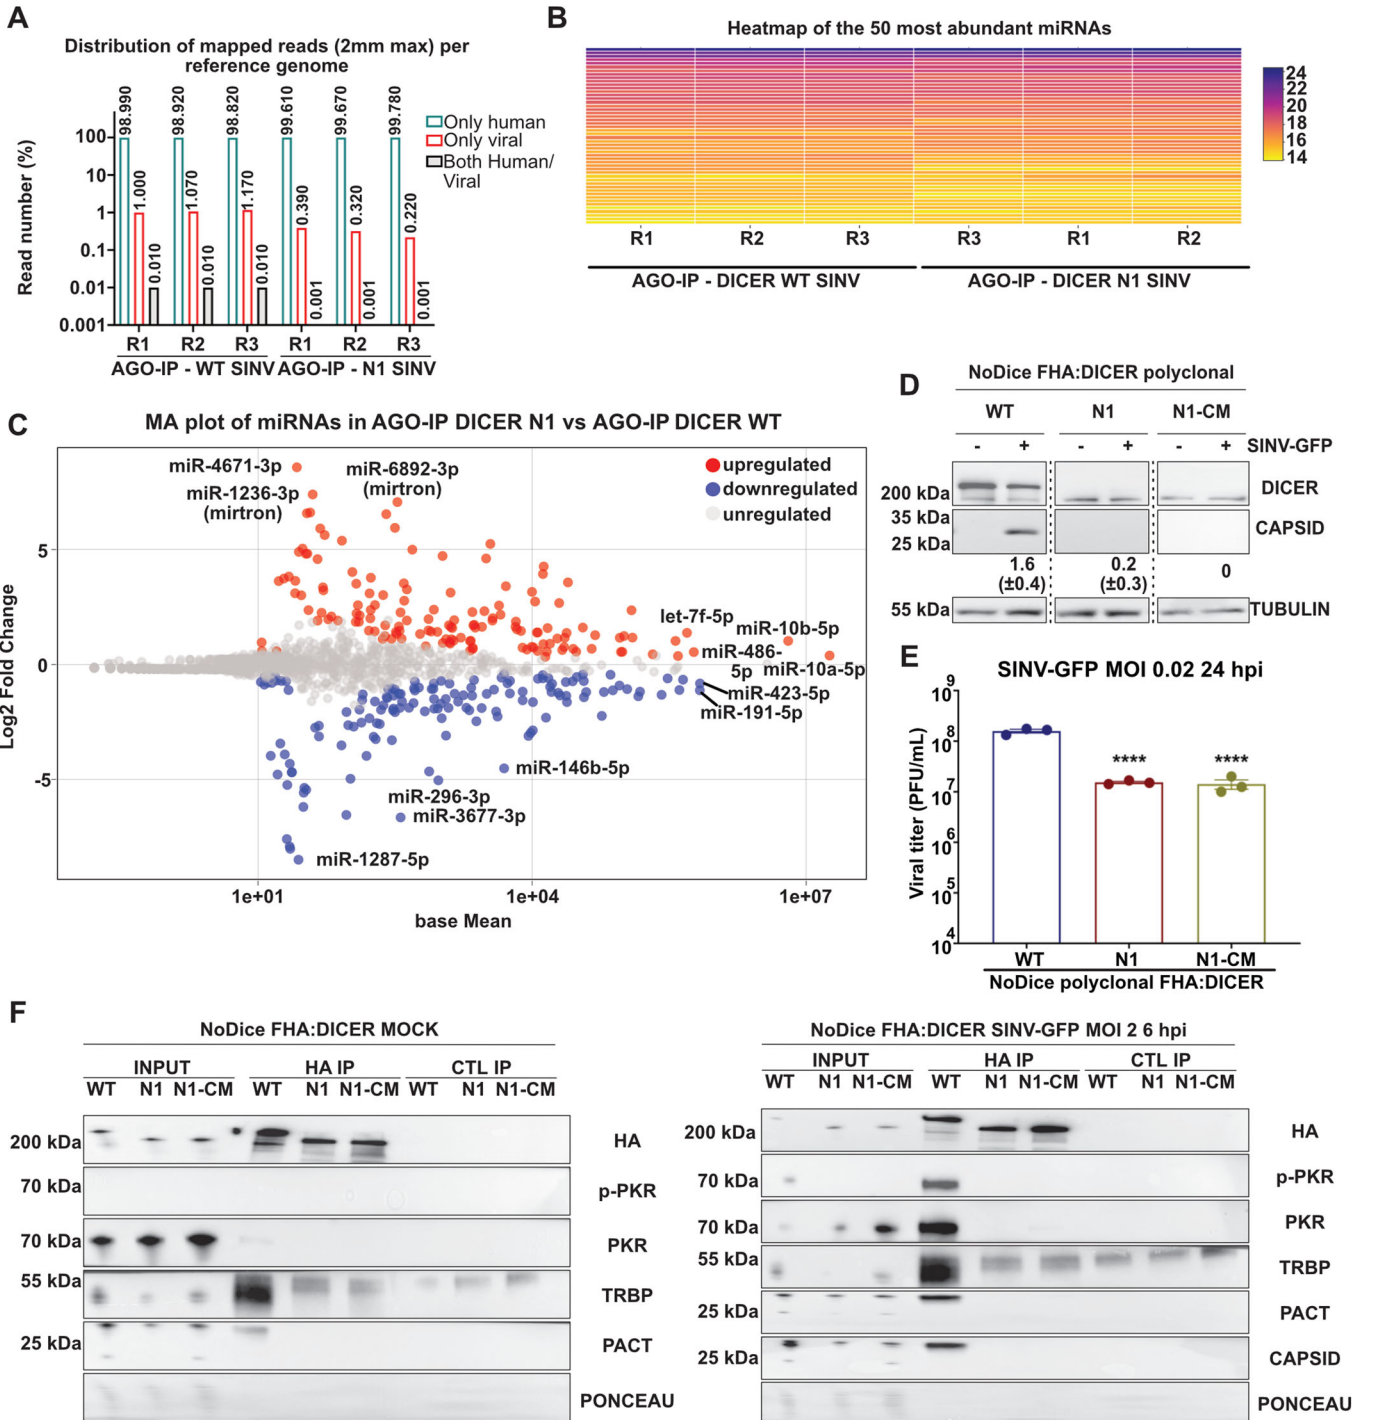 A
Distribution of mapped reads (2mm max) per
reference genome
Read number (%)
100
10
1
0.1
0.01
0.001
98.990
1.000
0.010
98.920
1.070
0.010
98.820
1.170
0.010
99.610
0.390
0.001
99.670
0.320
0.001
99.780
0.220
0.001
Only human
Only viral
Both Human/
Viral
R1 R2 R3 R1 R2 R3
AGO-IP - WT SINV AGO-IP - N1 SINV
B
Heatmap of the 50 most abundant miRNAs
24
22
20
18
16
14
R1 R2 R3 R3 R1 R2
AGO-IP - DICER WT SINV AGO-IP - DICER N1 SINV
C
MA plot of miRNAs in AGO-IP DICER N1 vs AGO-IP DICER WT
Log2 Fold Change
5
0
-5
miR-4671-3p
miR-1236-3p
(mirtron)
miR-6892-3p
(mirtron)
upregulated
downregulated
unregulated
let-7f-5p
miR-10b-5p
miR-486-
5p
miR-10a-5p
miR-423-5p
miR-191-5p
miR-146b-5p
miR-296-3p
miR-3677-3p
miR-1287-5p
1e+01 1e+04 1e+07
base Mean
D
NoDice FHA:DICER polyclonal
WT N1 N1-CM
- + - + - + SINV-GFP
200 kDa DICER
35 kDa
25 kDa
CAPSID
1.6
(±0.4)
0.2
(±0.3)
0
55 kDa TUBULIN
E
SINV-GFP MOI 0.02 24 hpi
Viral titer (PFU/mL)
10 9
10 8
10 7
10 6
10 5
10 4
**** ****
WT N1 N1-CM
NoDice polyclonal FHA:DICER
F
NoDice FHA:DICER MOCK
INPUT HA IP CTL IP
WT N1 N1-CM WT N1 N1-CM WT N1 N1-CM
200 kDa HA
70 kDa p-PKR
70 kDa PKR
55 kDa TRBP
25 kDa PACT
PONCEAU
NoDice FHA:DICER SINV-GFP MOI 2 6 hpi
INPUT HA IP CTL IP
WT N1 N1-CM WT N1 N1-CM WT N1 N1-CM
200 kDa HA
70 kDa p-PKR
70 kDa PKR
55 kDa TRBP
25 kDa PACT
25 kDa CAPSID
PONCEAU